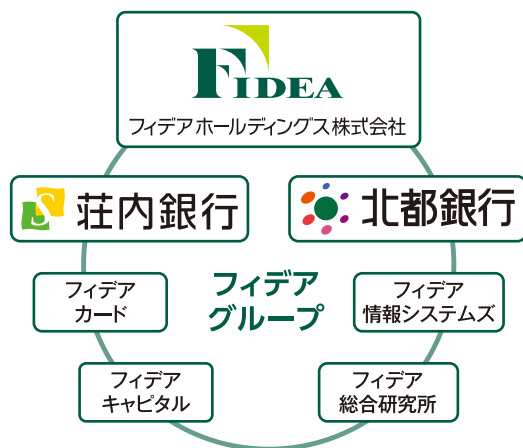 FIDEA
フィデアホールディングス株式会社
荘内銀行
北都銀行
フィデア
カード
フィデア
グループ
フィデア
情報システムズ
フィデア
キャピタル
フィデア
総合研究所